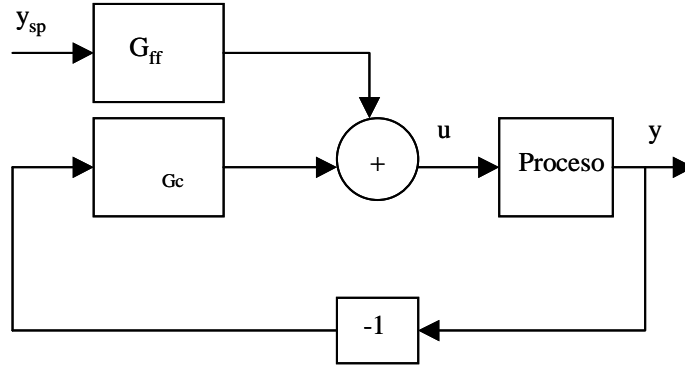 y_sp
G_ff
u
y
Gc
+
Proceso
-1